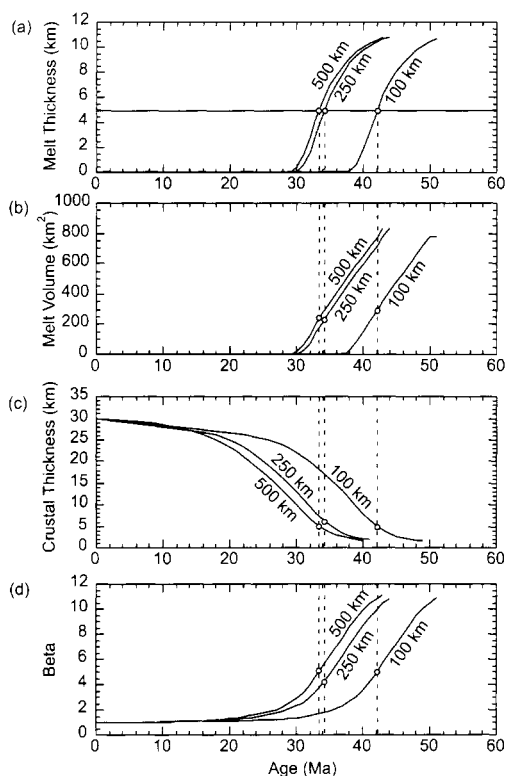 (a)
Melt Thickness (km)
12
10
8
6
4
2
0
500 km
250 km
100 km
0 10 20 30 40 50 60
(b)
Melt Volume (km²)
1000
800
600
400
200
0
500 km
250 km
100 km
0 10 20 30 40 50 60
(c)
Crustal Thickness (km)
35
30
25
20
15
10
5
0
250 km
500 km
100 km
0 10 20 30 40 50 60
(d)
Beta
12
10
8
6
4
2
0
500 km
250 km
100 km
0 10 20 30 40 50 60
Age (Ma)